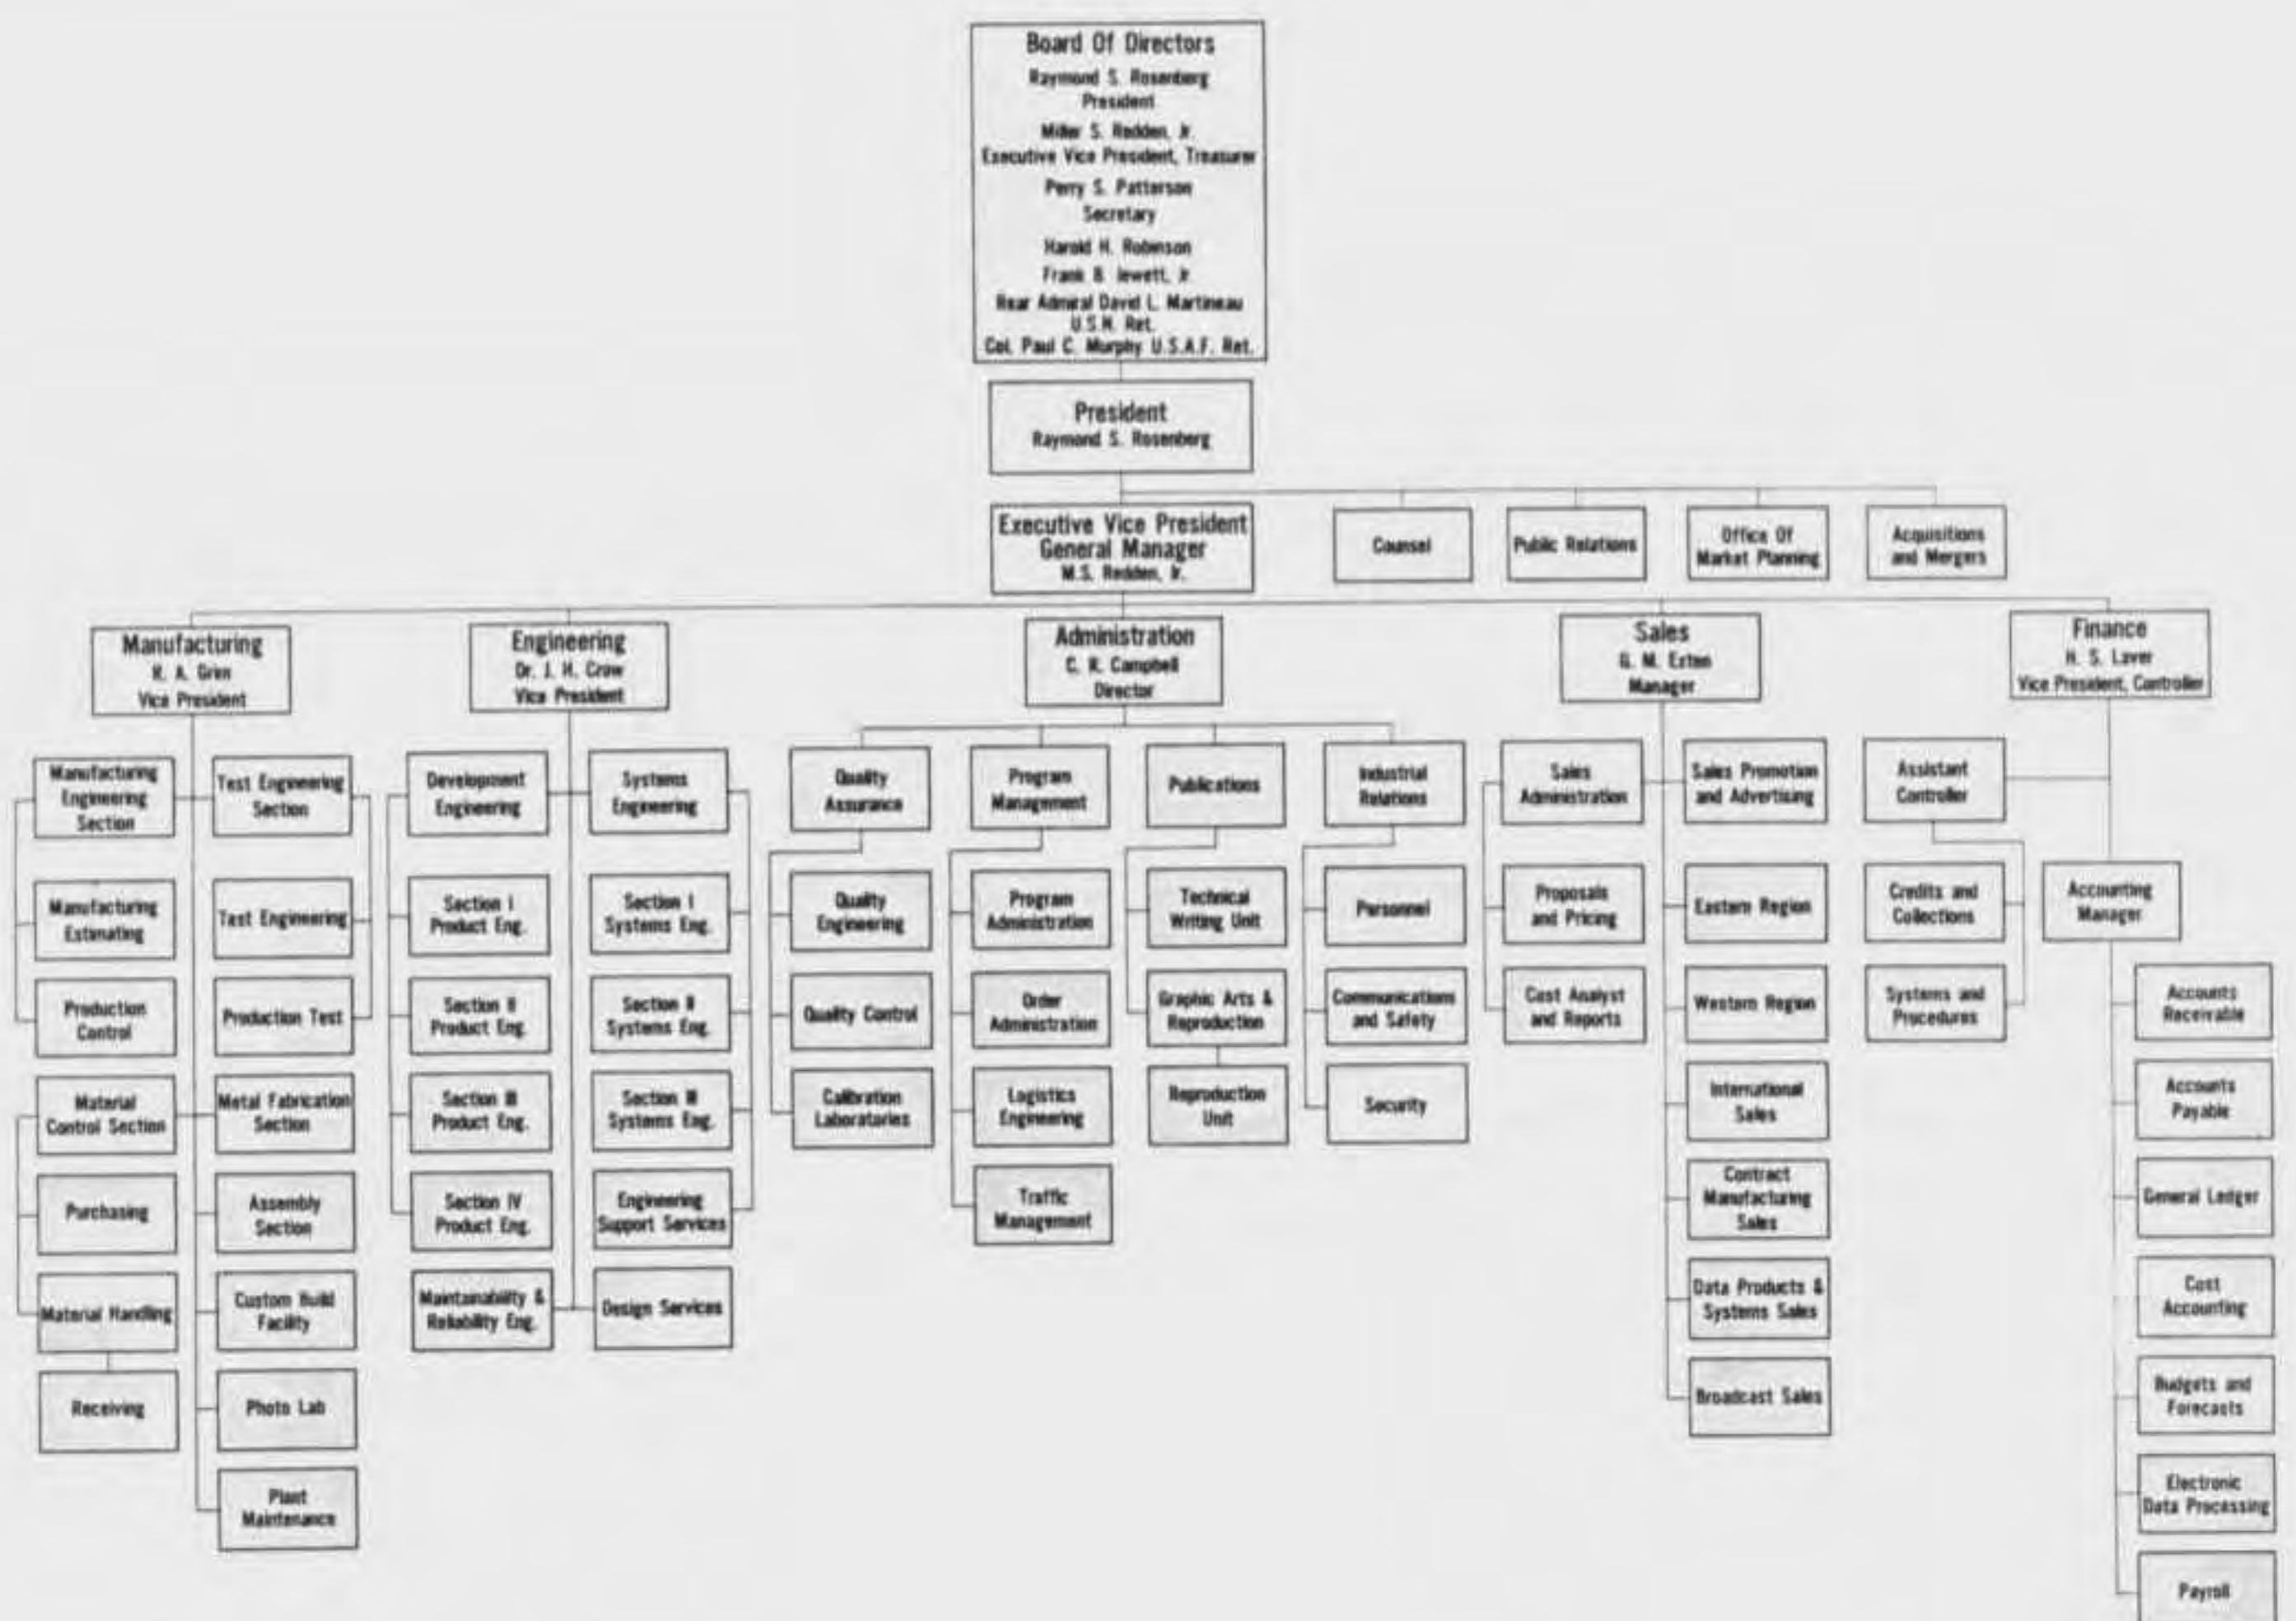 Board Of Directors
Raymond S. Rosenberg
President
Miller S. Redden, Jr.
Executive Vice President, Treasurer
Perry S. Patterson
Secretary
Harold H. Robinson
Frank B. Jewett, Jr.
Rear Admiral David L. Martineau
U.S.N. Ret.
Col. Paul C. Murphy U.S.A.F. Ret.
President
Raymond S. Rosenberg
Executive Vice President
General Manager
M.S. Redden, Jr.
Counsel
Public Relations
Office Of
Market Planning
Acquisitions
and Mergers
Manufacturing
R. A. Gren
Vice President
Engineering
Dr. J. H. Crow
Vice President
Administration
C. R. Campbell
Director
Sales
G. M. Exten
Manager
Finance
H. S. Laver
Vice President, Controller
Manufacturing
Engineering
Section
Test Engineering
Section
Manufacturing
Estimating
Test Engineering
Production
Control
Production Test
Material
Control Section
Metal Fabrication
Section
Purchasing
Assembly
Section
Material Handling
Custom Build
Facility
Receiving
Photo Lab
Plant
Maintenance
Development
Engineering
Systems
Engineering
Section I
Product Eng.
Section I
Systems Eng.
Section II
Product Eng.
Section II
Systems Eng.
Section III
Product Eng.
Section III
Systems Eng.
Section IV
Product Eng.
Engineering
Support Services
Maintainability &
Reliability Eng.
Design Services
Quality
Assurance
Quality
Engineering
Quality Control
Calibration
Laboratories
Program
Management
Program
Administration
Order
Administration
Logistics
Engineering
Traffic
Management
Publications
Technical
Writing Unit
Graphic Arts &
Reproduction
Reproduction
Unit
Industrial
Relations
Personnel
Communications
and Safety
Security
Sales
Administration
Proposals
and Pricing
Cost Analyst
and Reports
Sales Promotion
and Advertising
Eastern Region
Western Region
International
Sales
Contract
Manufacturing
Sales
Data Products &
Systems Sales
Broadcast Sales
Assistant
Controller
Credits and
Collections
Systems and
Procedures
Accounting
Manager
Accounts
Receivable
Accounts
Payable
General Ledger
Cost
Accounting
Budgets and
Forecasts
Electronic
Data Processing
Payroll